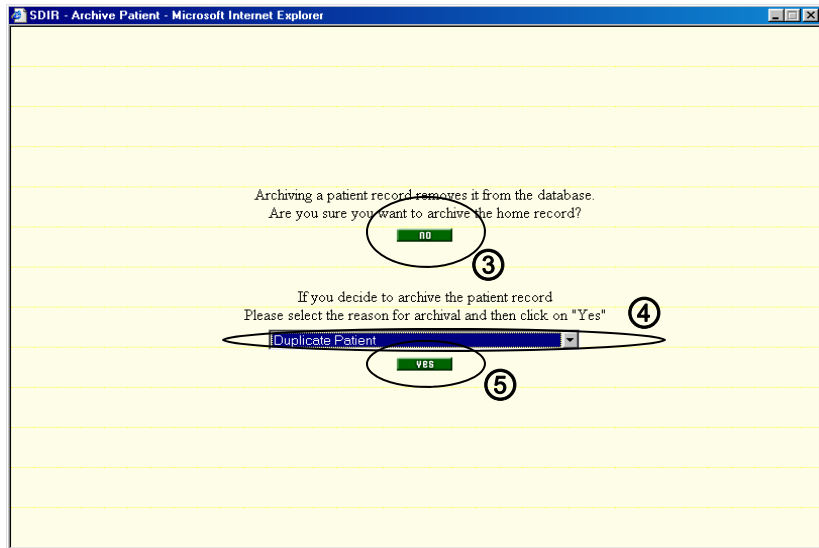 SDIR - Archive Patient - Microsoft Internet Explorer
Archiving a patient record removes it from the database.
Are you sure you want to archive the home record?
no
③
If you decide to archive the patient record
④
Please select the reason for archival and then click on "Yes"
Duplicate Patient
yes
⑤